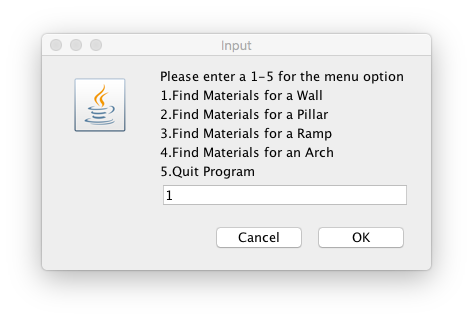 Input
Please enter a 1-5 for the menu option
1.Find Materials for a Wall
2.Find Materials for a Pillar
3.Find Materials for a Ramp
4.Find Materials for an Arch
5.Quit Program
1
Cancel OK